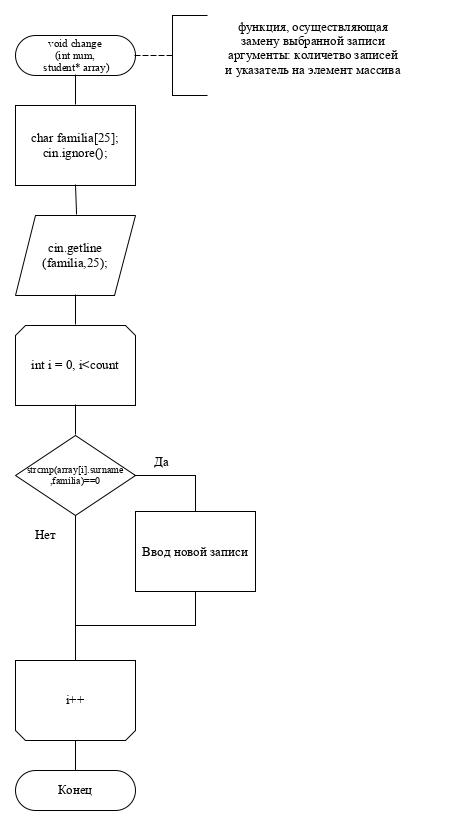 void change
(int num,
student* array)
функция, осуществляющая
замену выбранной записи
аргументы: количетво записей
и указатель на элемент массива
char familia[25];
cin.ignore();
cin.getline
(familia,25);
int i = 0, i<count
strcmp(array[i].surname
,familia)==0
Да
Нет
Ввод новой записи
i++
Конец